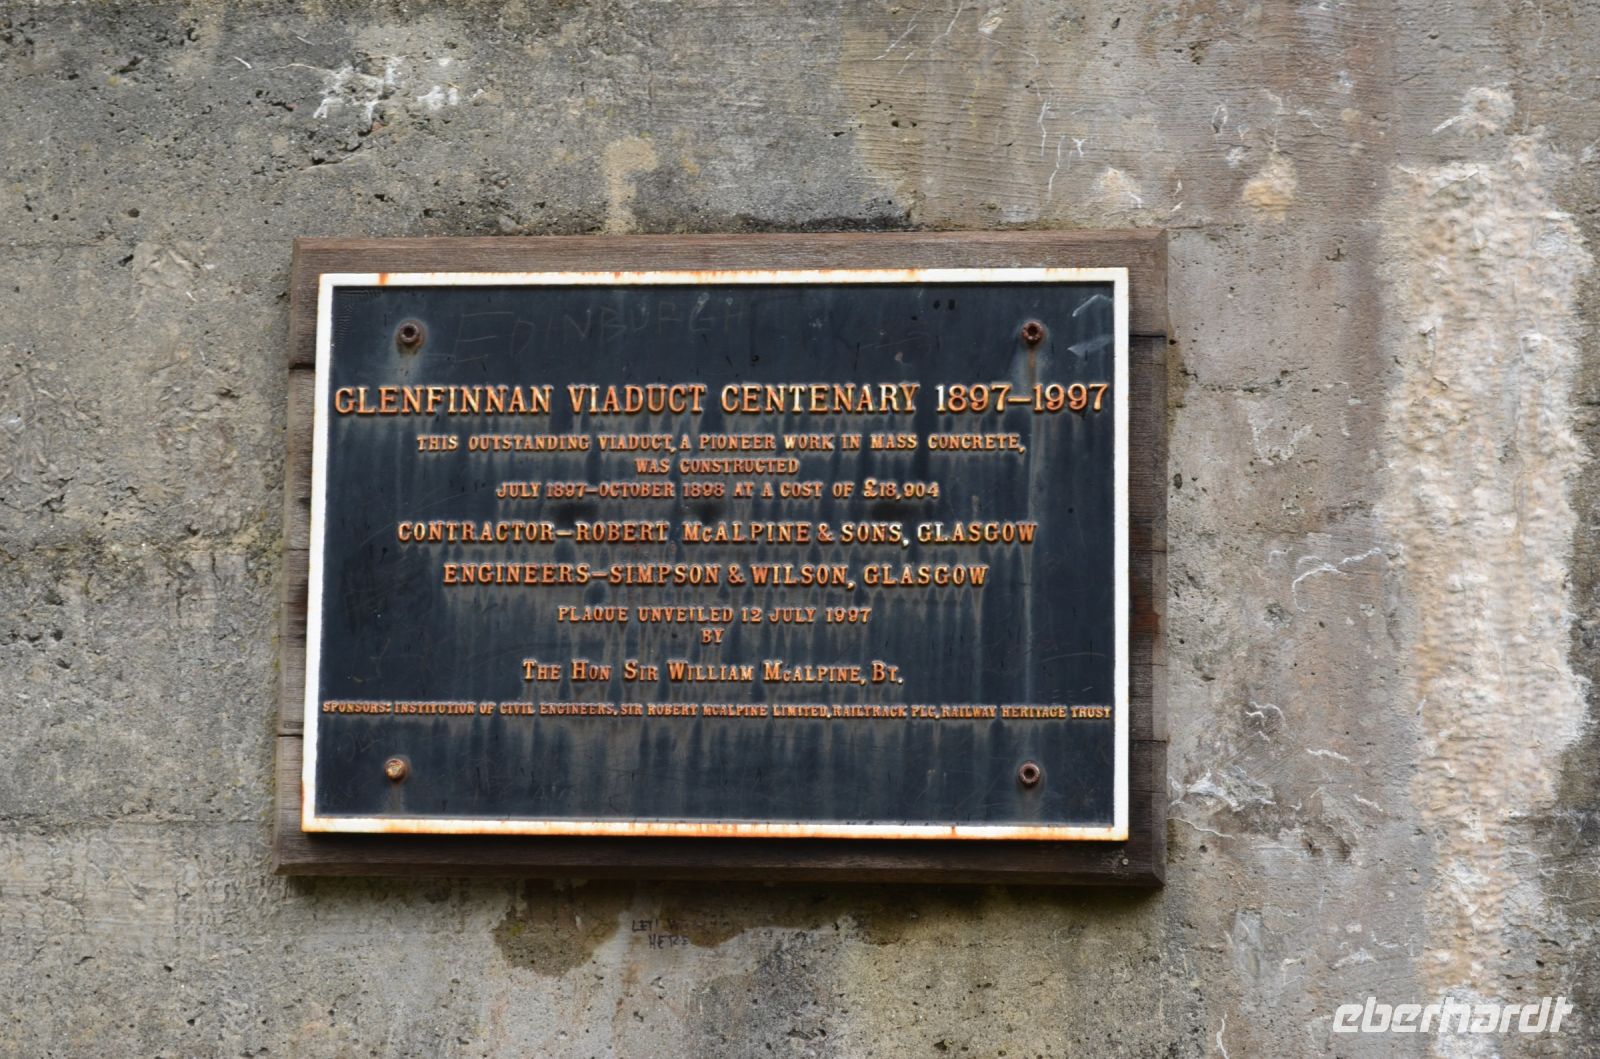 EDINBURGH
GLENFINNAN VIADUCT CENTENARY 1897–1997
THIS OUTSTANDING VIADUCT, A PIONEER WORK IN MASS CONCRETE,
WAS CONSTRUCTED
JULY 1897–OCTOBER 1898 AT A COST OF £18,904
CONTRACTOR–ROBERT McALPINE & SONS, GLASGOW
ENGINEERS–SIMPSON & WILSON, GLASGOW
PLAQUE UNVEILED 12 JULY 1997
BY
THE HON SIR WILLIAM McALPINE, BT.
SPONSORS: INSTITUTION OF CIVIL ENGINEERS, SIR ROBERT McALPINE LIMITED, RAILTRACK PLC, RAILWAY HERITAGE TRUST
HERE
eberhardt